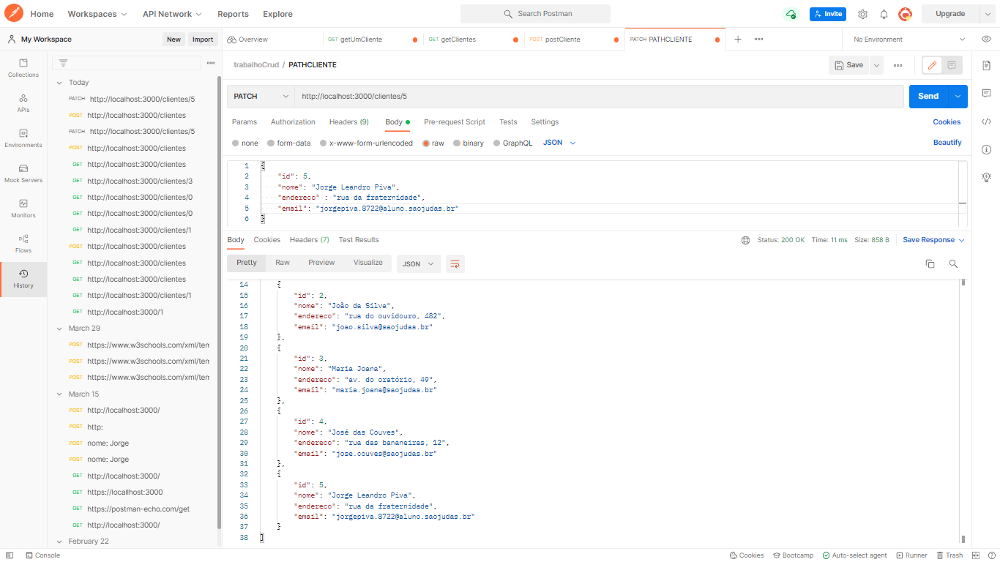 Home Workspaces API Network Reports Explore Search Postman Invite Upgrade
My Workspace New Import Overview GET getUmCliente GET getClientes POST postCliente PATCH PATHCLIENTE No Environment
trabalhoCrud / PATHCLIENTE Save
Collections
APIs
Environments
Mock Servers
Monitors
Flows
History
Today
PATCH http://localhost:3000/clientes/5
POST http://localhost:3000/clientes
PATCH http://localhost:3000/clientes/5
POST http://localhost:3000/clientes
GET http://localhost:3000/clientes
GET http://localhost:3000/clientes/3
GET http://localhost:3000/clientes/0
GET http://localhost:3000/clientes/0
GET http://localhost:3000/clientes/1
POST http://localhost:3000/clientes
GET http://localhost:3000/clientes
GET http://localhost:3000/clientes
GET http://localhost:3000/clientes/1
GET http://localhost:3000/1
March 29
POST https://www.w3schools.com/xml/tem
POST https://www.w3schools.com/xml/tem
POST https://www.w3schools.com/xml/tem
March 15
POST http://localhost:3000/
POST http:
POST nome: Jorge
POST nome: Jorge
GET http://localhost:3000/
GET https://localhost:3000
GET https://postman-echo.com/get
GET http://localhost:3000/
February 22
PATCH http://localhost:3000/clientes/5 Send
Params Authorization Headers (9) Body Pre-request Script Tests Settings Cookies
none form-data x-www-form-urlencoded raw binary GraphQL JSON Beautify
1 {
2 "id": 5,
3 "nome": "Jorge Leandro Piva",
4 "endereco" : "rua da fraternidade",
5 "email": "jorgepiva.8722@aluno.saojudas.br"
6 }
Body Cookies Headers (7) Test Results Status: 200 OK Time: 11 ms Size: 858 B Save Response
Pretty Raw Preview Visualize JSON
14 {
15 "id": 2,
16 "nome": "João da Silva",
17 "endereco": "rua do ouvidouro, 482",
18 "email": "joao.silva@saojudas.br"
19 },
20 {
21 "id": 3,
22 "nome": "Maria Joana",
23 "endereco": "av. do oratório, 49",
24 "email": "maria.joana@saojudas.br"
25 },
26 {
27 "id": 4,
28 "nome": "José das Couves",
29 "endereco": "rua das bananeiras, 12",
30 "email": "jose.couves@saojudas.br"
31 },
32 {
33 "id": 5,
34 "nome": "Jorge Leandro Piva",
35 "endereco": "rua da fraternidade",
36 "email": "jorgepiva.8722@aluno.saojudas.br"
37 }
38 ]
Console Cookies Bootcamp Auto-select agent Runner Trash